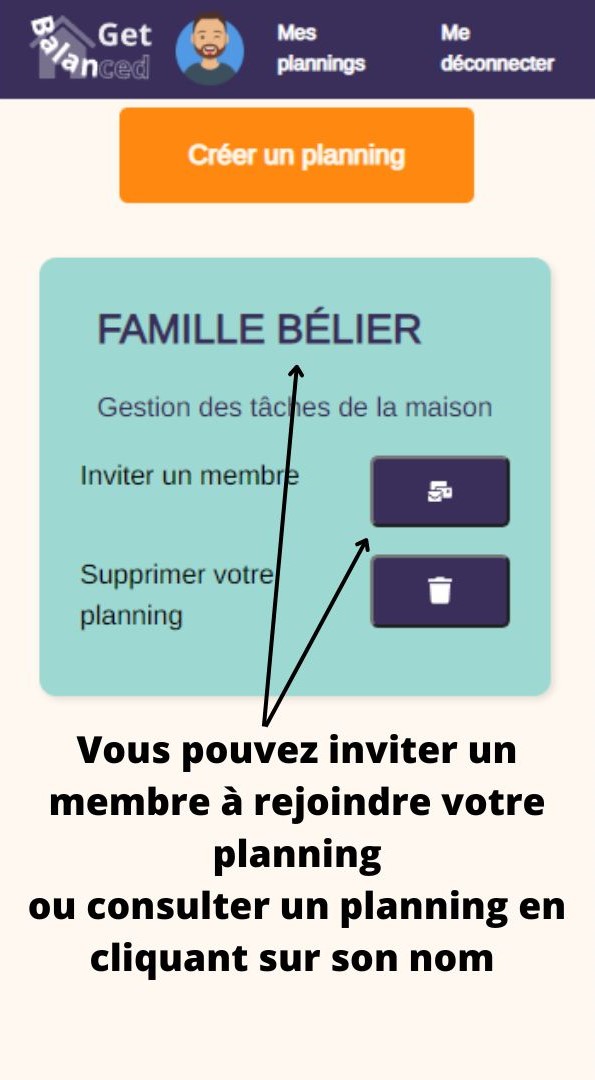 Get
Balanced
Mes
plannings
Me
déconnecter
Créer un planning
FAMILLE BÉLIER
Gestion des tâches de la maison
Inviter un membre
Supprimer votre
planning
Vous pouvez inviter un
membre à rejoindre votre
planning
ou consulter un planning en
cliquant sur son nom